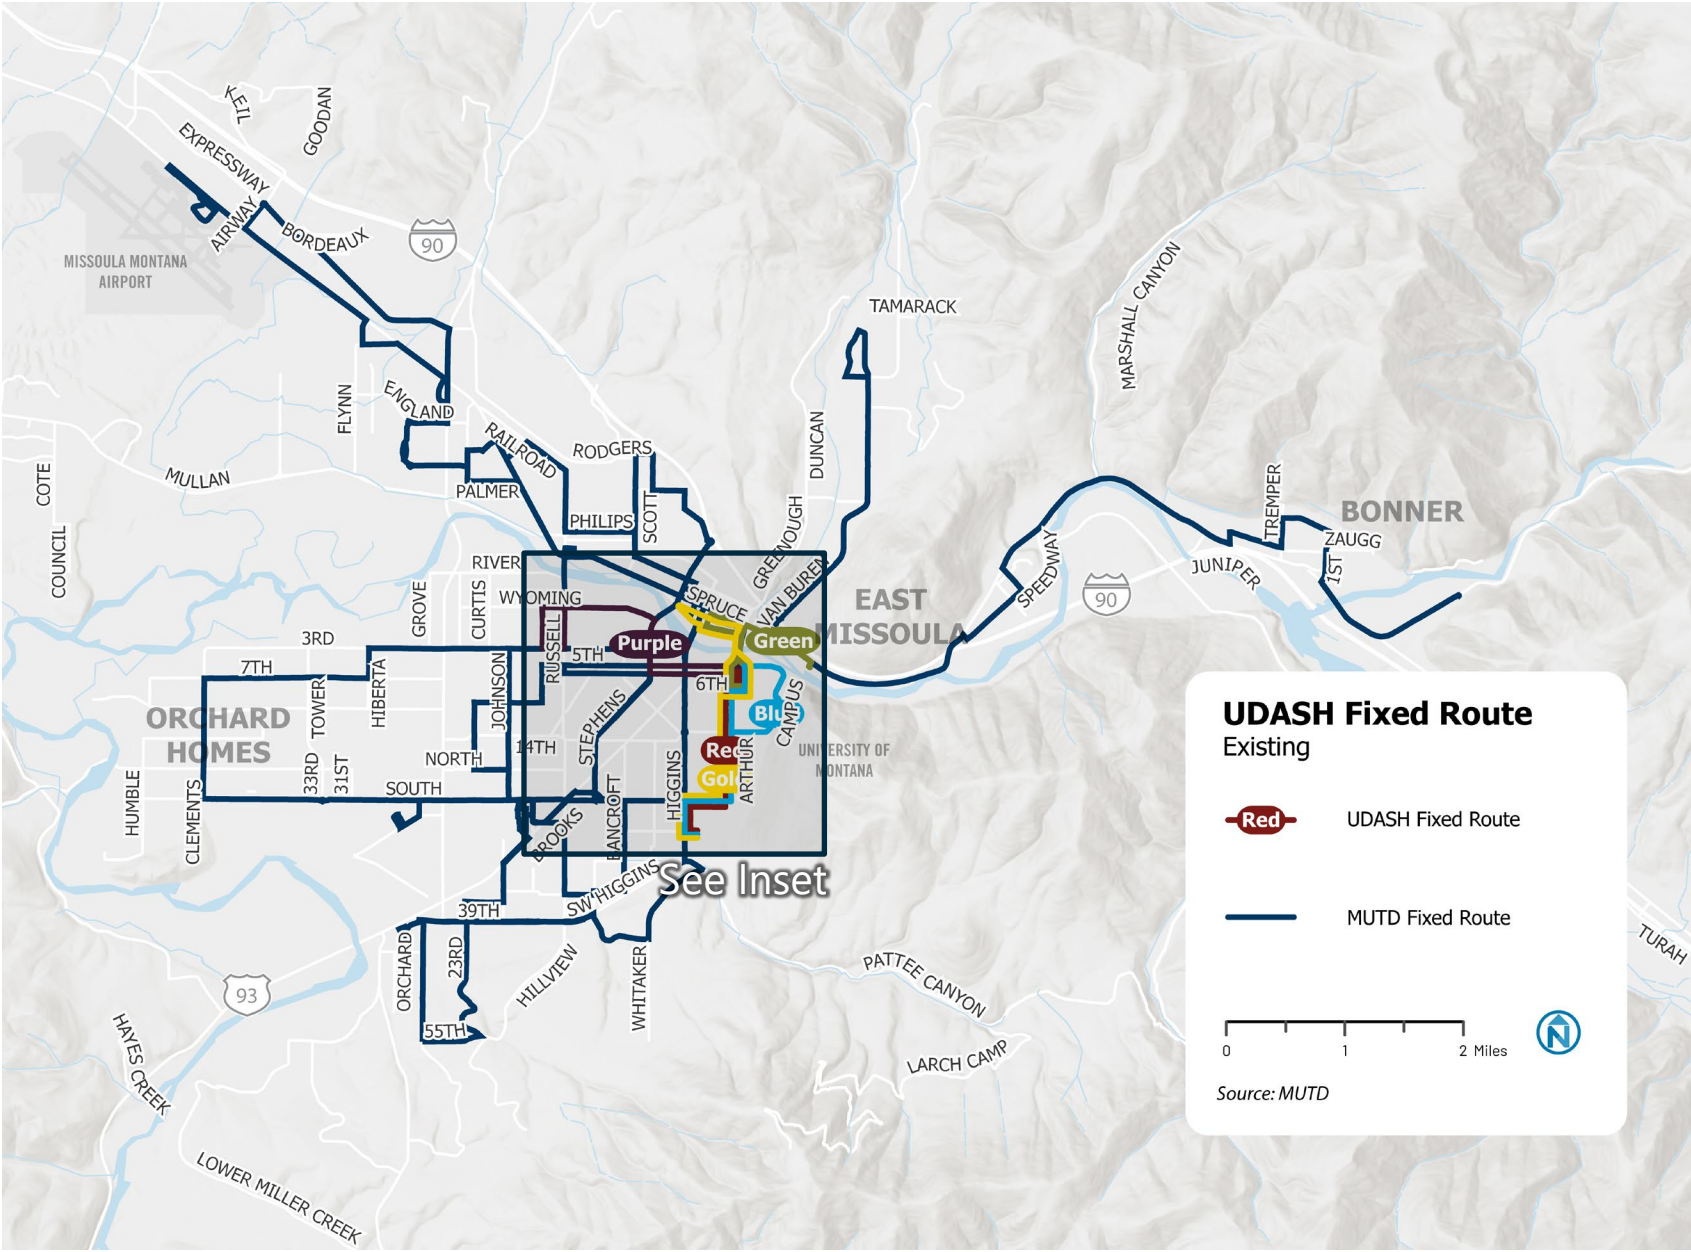 KEIL
GOODAN
EXPRESSWAY
AIRWAY
BORDEAUX
90
MISSOULA MONTANA
AIRPORT
MARSHALL CANYON
TAMARACK
FLYNN
ENGLAND
DUNCAN
RAILROAD
RODGERS
COTE
MULLAN
PALMER
SCOTT
PHILIPS
GREENOUGH
TREMPER
BONNER
ZAUGG
COUNCIL
RIVER
VAN BUREN
SPEEDWAY
JUNIPER
1ST
90
GROVE
CURTIS
WYOMING
SPRUCE
EAST
MISSOULA
3RD
RUSSELL
Purple
Green
7TH
5TH
HIBERTA
JOHNSON
6TH
TOWER
STEPHENS
CAMPUS
Blu
ORCHARD
HOMES
14TH
Red
ARTHUR
UNIVERSITY OF
MONTANA
NORTH
33RD
31ST
HIGGINS
Gol
HUMBLE
CLEMENTS
SOUTH
BROOKS
BANCROFT
See Inset
SW HIGGINS
39TH
ORCHARD
23RD
HILLVIEW
WHITAKER
PATTEE CANYON
93
55TH
HAYES CREEK
LARCH CAMP
LOWER MILLER CREEK
TURAH
UDASH Fixed Route
Existing
Red
UDASH Fixed Route
MUTD Fixed Route
0 1 2 Miles
N
Source: MUTD